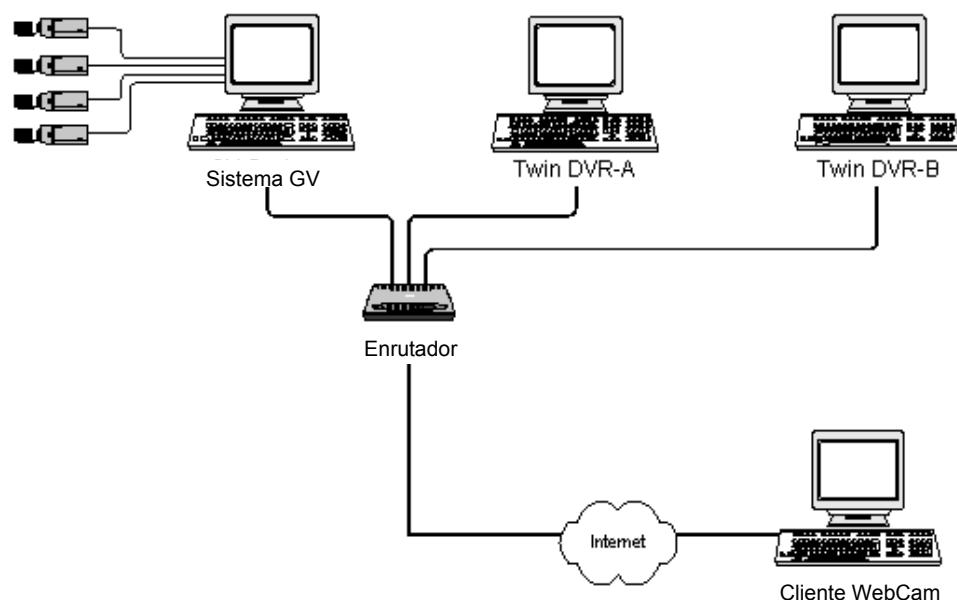 Sistema GV
Twin DVR-A
Twin DVR-B
Enrutador
Internet
Cliente WebCam